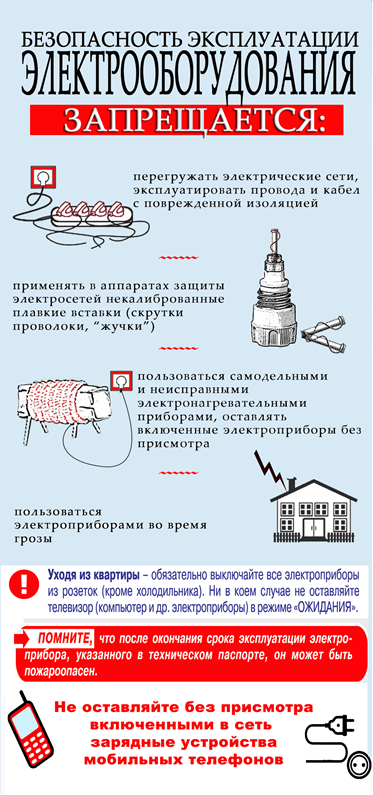 БЕЗОПАСНОСТЬ ЭКСПЛУАТАЦИИ
ЭЛЕКТРООБОРУДОВАНИЯ
ЗАПРЕЩАЕТСЯ:
перегружать электрические сети,
эксплуатировать провода и кабел
с поврежденной изоляцией
применять в аппаратах защиты
электросетей некалиброванные
плавкие вставки (скрутки
проволоки, “жучки”)
пользоваться самодельными
и неисправными
электронагревательными
приборами, оставлять
включенные электроприборы без
присмотра
пользоваться
электроприборами во время
грозы
Уходя из квартиры – обязательно выключайте все электроприборы
из розеток (кроме холодильника). Ни в коем случае не оставляйте
телевизор (компьютер и др. электроприборы) в режиме «ОЖИДАНИЯ».
ПОМНИТЕ, что после окончания срока эксплуатации электро-
прибора, указанного в техническом паспорте, он может быть
пожароопасен.
Не оставляйте без присмотра
включенными в сеть
зарядные устройства
мобильных телефонов